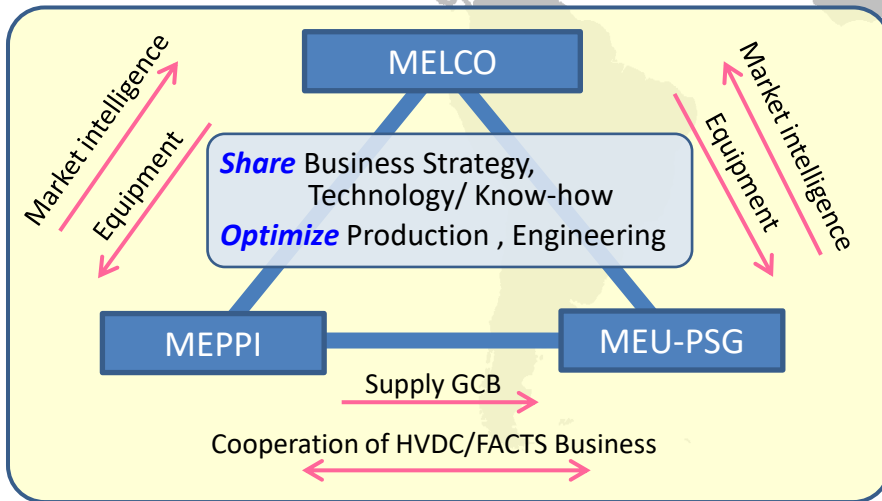 MELCO
Market intelligence
Equipment
Equipment
Market intelligence
Share Business Strategy,
Technology/ Know-how
Optimize Production , Engineering
MEPPI
MEU-PSG
Supply GCB
Cooperation of HVDC/FACTS Business